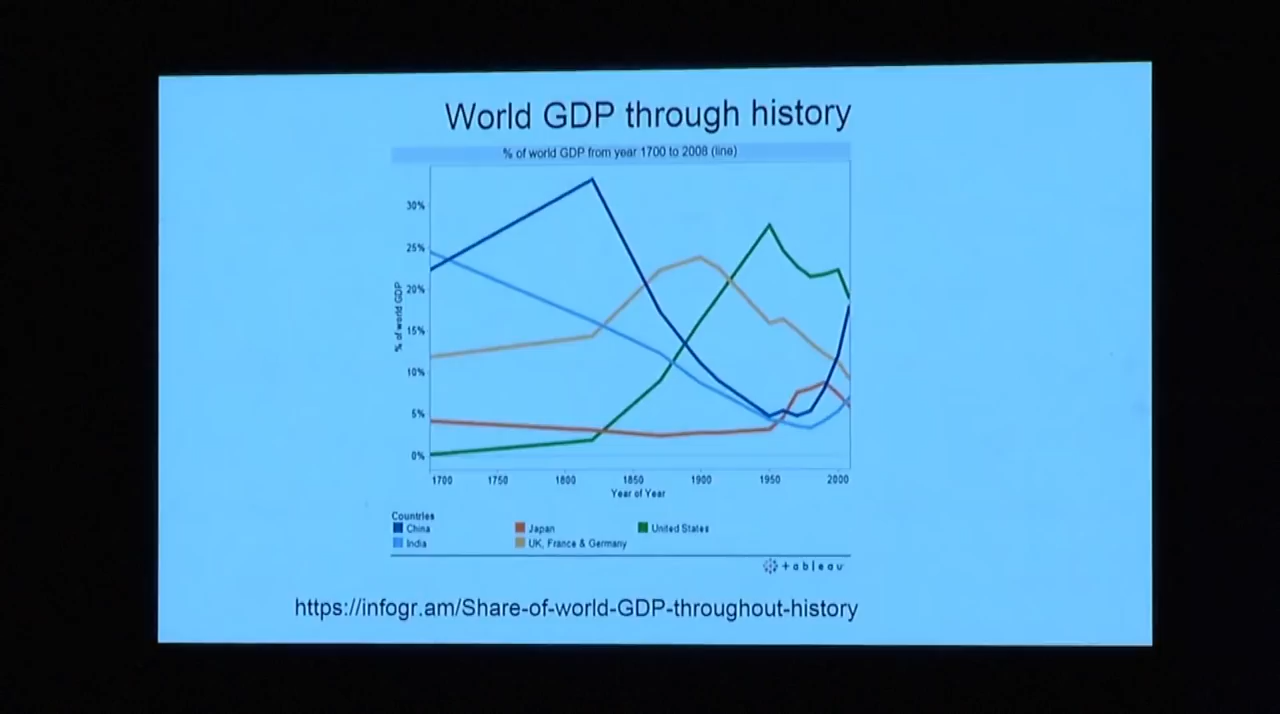 World GDP through history
% of world GDP from year 1700 to 2008 (line)
30%
25%
20%
15%
10%
5%
0%
% of world GDP
1700 1750 1800 1850 1900 1950 2000
Year of Year
Countries
China Japan United States
India UK, France & Germany
+ableau
https://infogr.am/Share-of-world-GDP-throughout-history